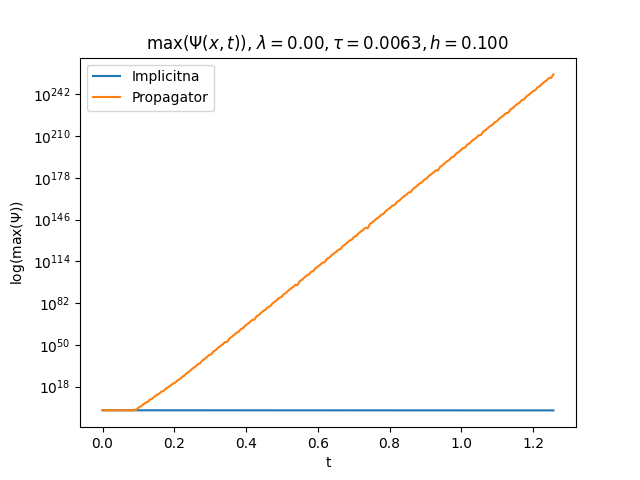 max(Ψ(x, t)), λ = 0.00, τ = 0.0063, h = 0.100
Implicitna
Propagator
10^242
10^210
10^178
10^146
10^114
10^82
10^50
10^18
log(max(Ψ))
0.0 0.2 0.4 0.6 0.8 1.0 1.2
t